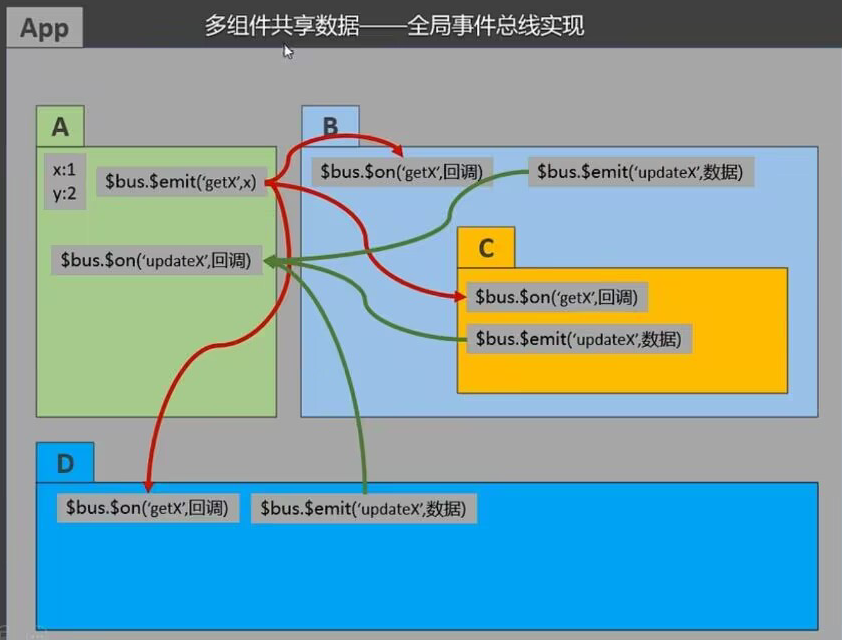 App
多组件共享数据——全局事件总线实现
A
x:1
y:2
$bus.$emit(‘getX’,x)
$bus.$on(‘updateX’,回调)
B
$bus.$on(‘getX’,回调)
$bus.$emit(‘updateX’,数据)
C
$bus.$on(‘getX’,回调)
$bus.$emit(‘updateX’,数据)
D
$bus.$on(‘getX’,回调)
$bus.$emit(‘updateX’,数据)